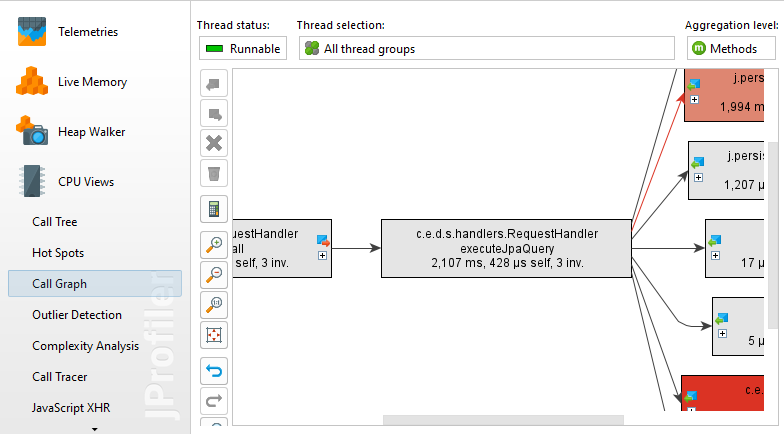 Telemetries
Live Memory
Heap Walker
CPU Views
Call Tree
Hot Spots
Call Graph
Outlier Detection
Complexity Analysis
Call Tracer
JavaScript XHR
JProfiler
Thread status:
Runnable
Thread selection:
All thread groups
Aggregation level:
m Methods
uestHandler
all
self, 3 inv.
c.e.d.s.handlers.RequestHandler
executeJpaQuery
2,107 ms, 428 µs self, 3 inv.
j.persi
1,994 m
j.persis
1,207 µ
17 µ
5 µ
c.e.